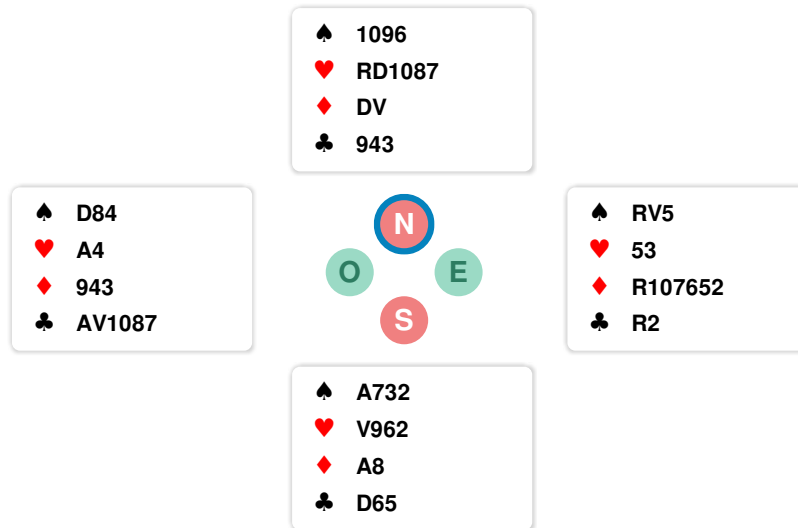 ♠ 1096
♥ RD1087
♦ DV
♣ 943
♠ D84
♥ A4
♦ 943
♣ AV1087
N
O E
S
♠ RV5
♥ 53
♦ R107652
♣ R2
♠ A732
♥ V962
♦ A8
♣ D65